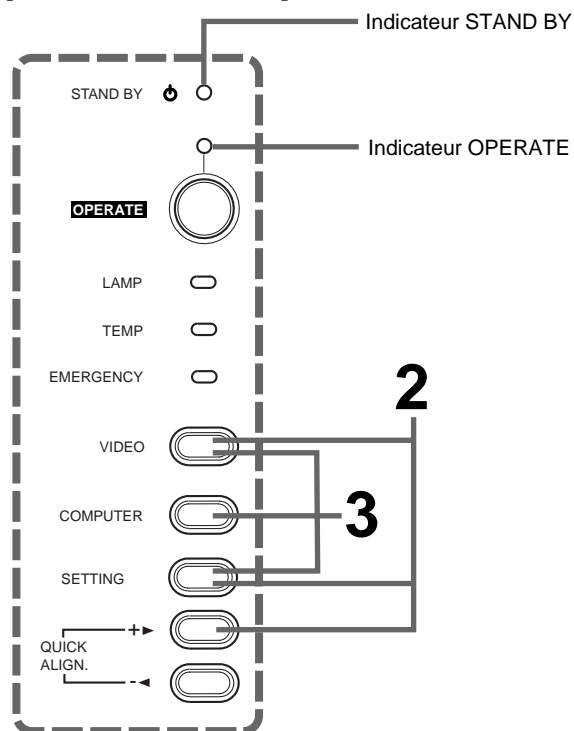 Indicateur STAND BY
STAND BY
Indicateur OPERATE
OPERATE
LAMP
TEMP
EMERGENCY
2
VIDEO
COMPUTER
3
SETTING
+►
QUICK
ALIGN.
-◄